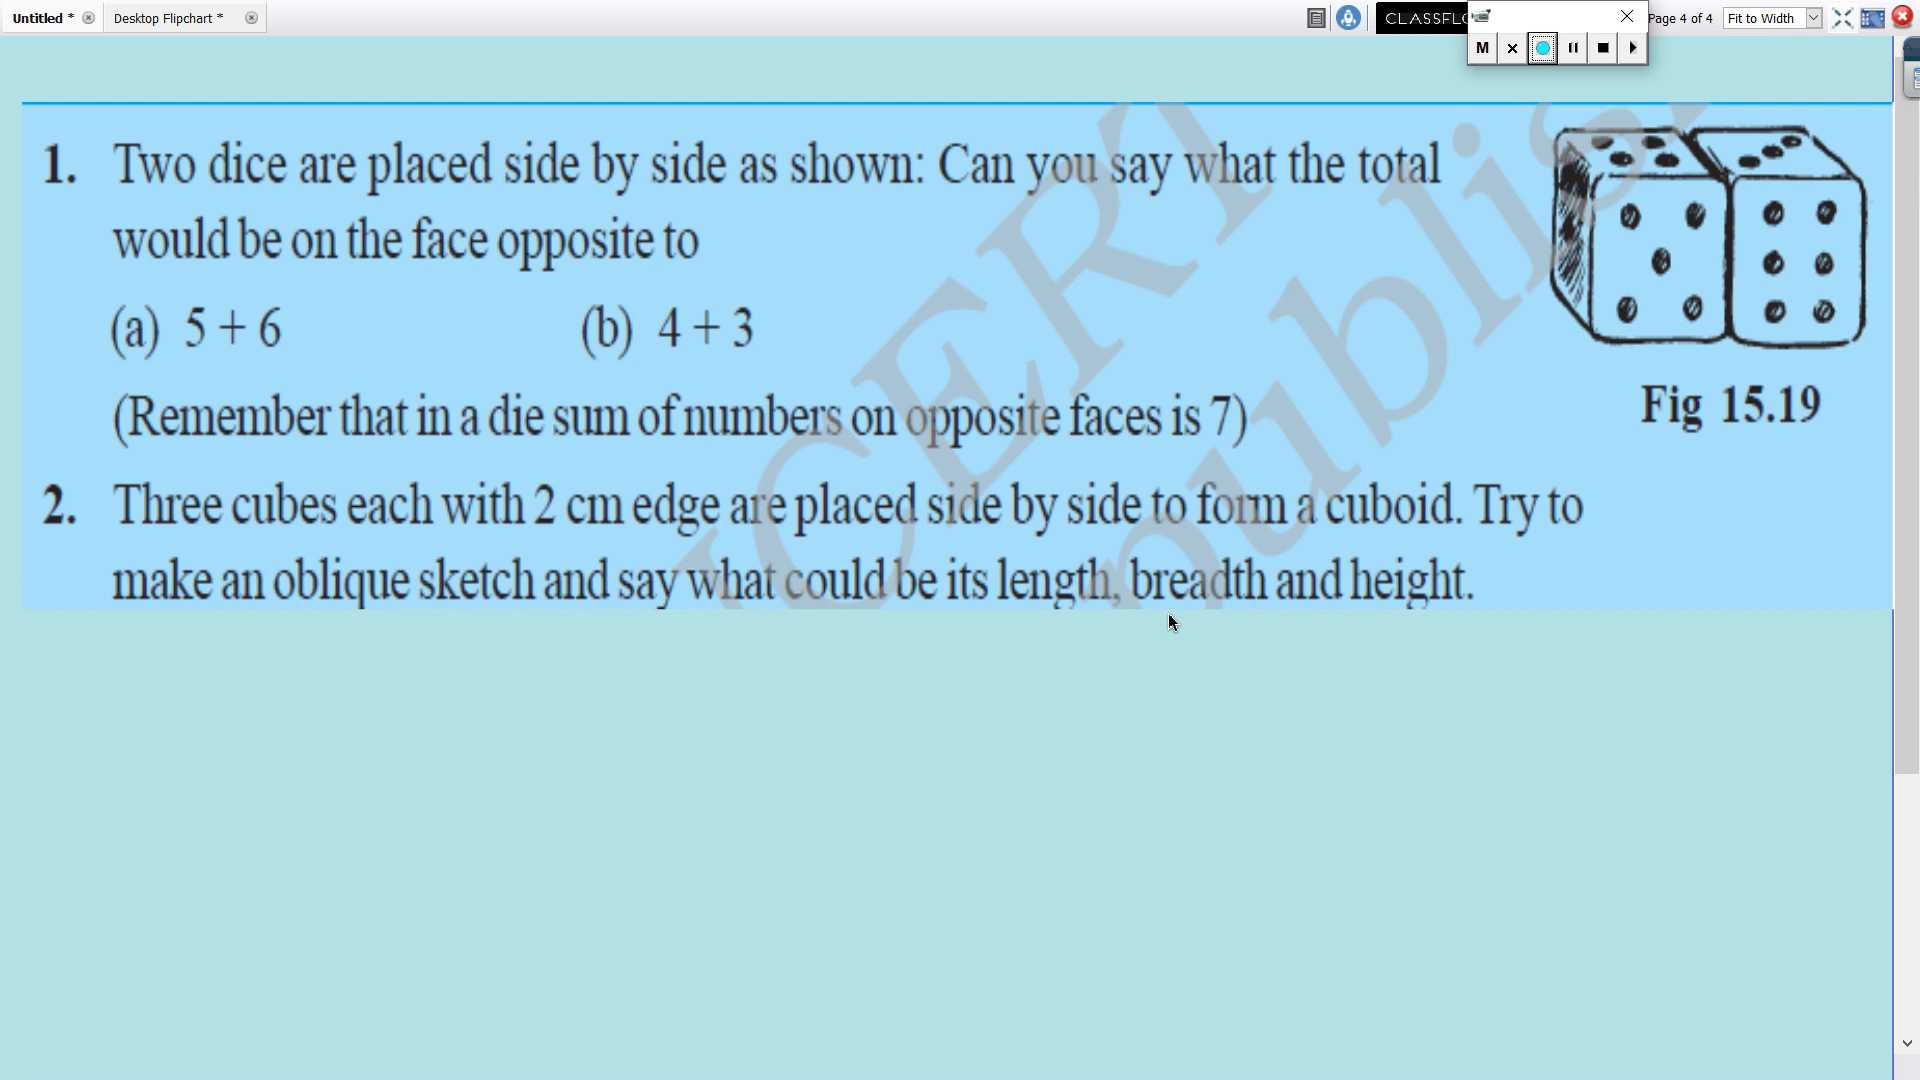 Untitled *
Desktop Flipchart *
Page 4 of 4
Fit to Width
M
1. Two dice are placed side by side as shown: Can you say what the total
would be on the face opposite to
(a) 5 + 6 (b) 4 + 3
(Remember that in a die sum of numbers on opposite faces is 7)
Fig 15.19
2. Three cubes each with 2 cm edge are placed side by side to form a cuboid. Try to
make an oblique sketch and say what could be its length, breadth and height.